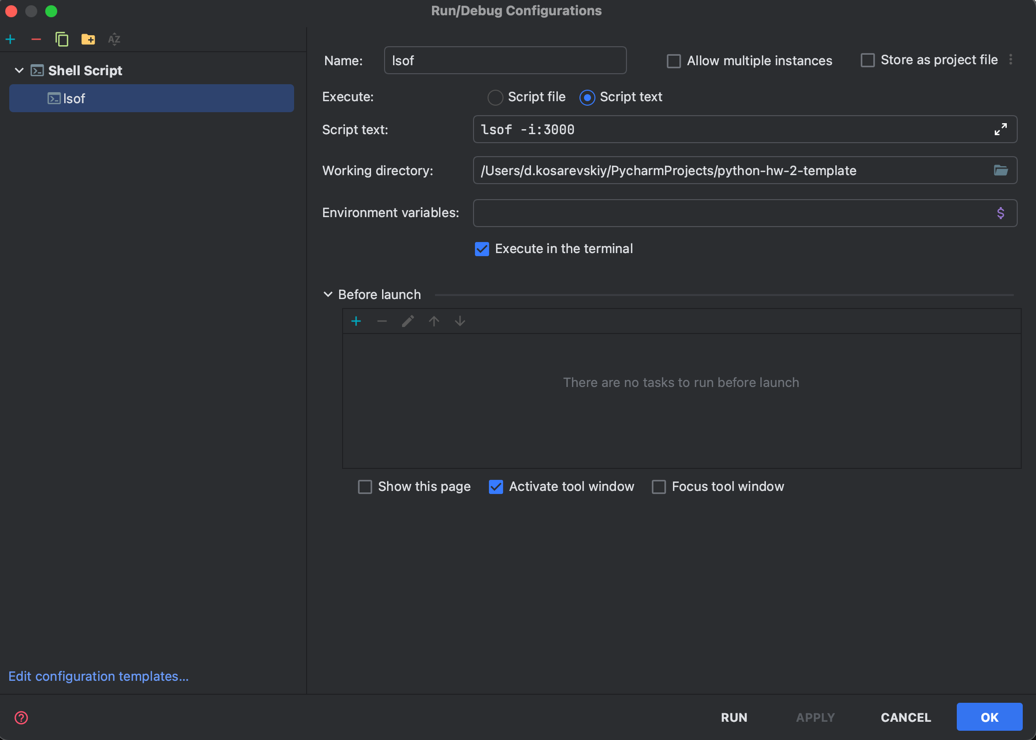 Run/Debug Configurations
Shell Script
lsof
Edit configuration templates...
Name: lsof Allow multiple instances Store as project file
Execute: Script file Script text
Script text: lsof -i:3000
Working directory: /Users/d.kosarevskiy/PycharmProjects/python-hw-2-template
Environment variables: $
Execute in the terminal
Before launch
There are no tasks to run before launch
Show this page Activate tool window Focus tool window
? RUN APPLY CANCEL OK